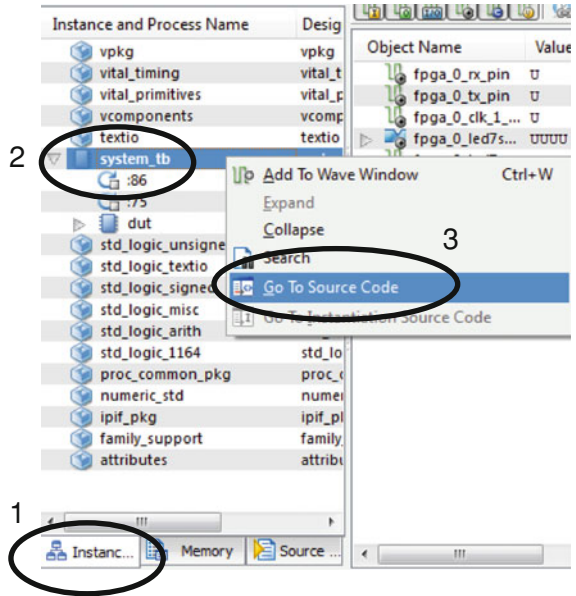 Instance and Process Name Desig
vpkg vpkg
vital_timing vital_t
vital_primitives vital_p
vcomponents vcomp
textio textio
2
system_tb
:86
:75
dut
std_logic_unsigne
std_logic_textio
std_logic_signed
std_logic_misc
std_logic_arith
std_logic_1164 std_lo
proc_common_pkg proc_c
numeric_std numer
ipif_pkg ipif_pl
family_support family_
attributes attribu
Object Name Value
fpga_0_rx_pin U
fpga_0_tx_pin U
fpga_0_clk_1_... U
fpga_0_led7s... UUUU
Add To Wave Window Ctrl+W
Expand
Collapse
3
Search
Go To Source Code
Go To Instantiation Source Code
1
Instanc... Memory Source ...